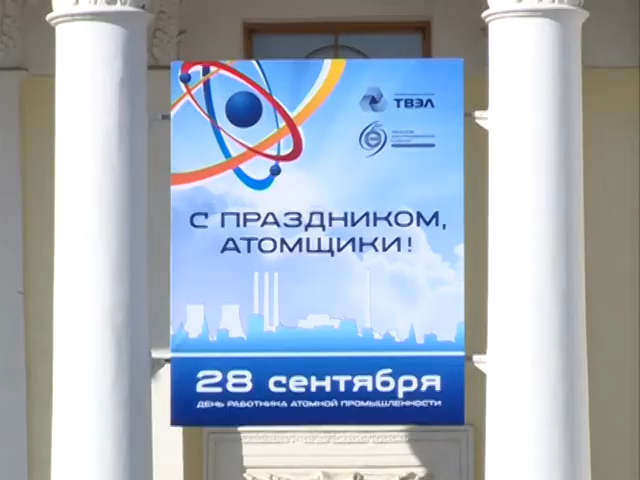 ТВЭЛ
С ПРАЗДНИКОМ,
АТОМЩИКИ!
28 сентября
ДЕНЬ РАБОТНИКА АТОМНОЙ ПРОМЫШЛЕННОСТИ